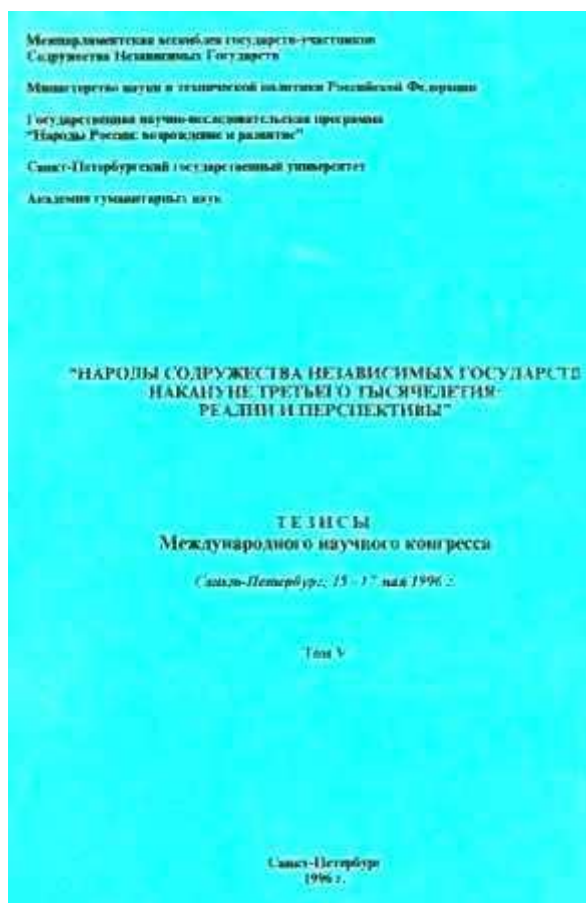 Межпарламентская ассамблея государств-участников
Содружества Независимых Государств
Министерство науки и технической политики Российской Федерации
Государственная научно-исследовательская программа
"Народы России: возрождение и развитие"
Санкт-Петербургский государственный университет
Академия гуманитарных наук
"НАРОДЫ СОДРУЖЕСТВА НЕЗАВИСИМЫХ ГОСУДАРСТВ
НАКАНУНЕ ТРЕТЬЕГО ТЫСЯЧЕЛЕТИЯ:
РЕАЛИИ И ПЕРСПЕКТИВЫ"
ТЕЗИСЫ
Международного научного конгресса
Санкт-Петербург, 15 - 17 мая 1996 г.
Том V
Санкт-Петербург
1996 г.